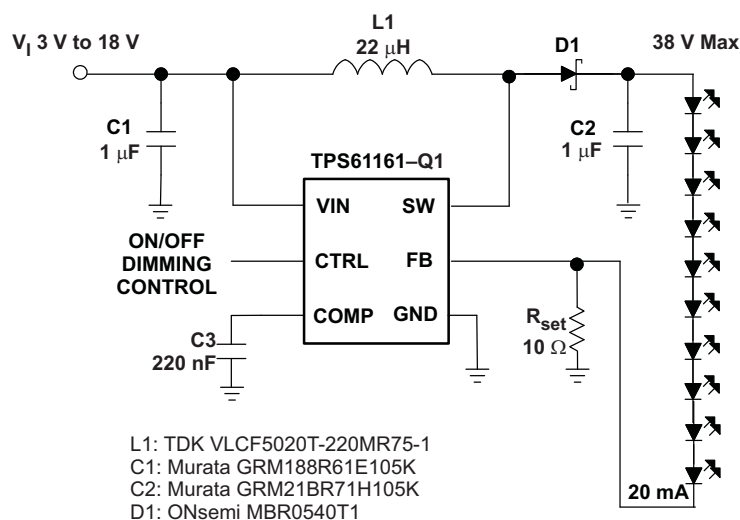 V_I 3 V to 18 V
L1
22 µH
D1
38 V Max
C1
1 µF
C2
1 µF
TPS61161–Q1
VIN
SW
ON/OFF
DIMMING
CONTROL
CTRL
FB
COMP
GND
C3
220 nF
R_set
10 Ω
L1: TDK VLCF5020T-220MR75-1
C1: Murata GRM188R61E105K
C2: Murata GRM21BR71H105K
D1: ONsemi MBR0540T1
20 mA